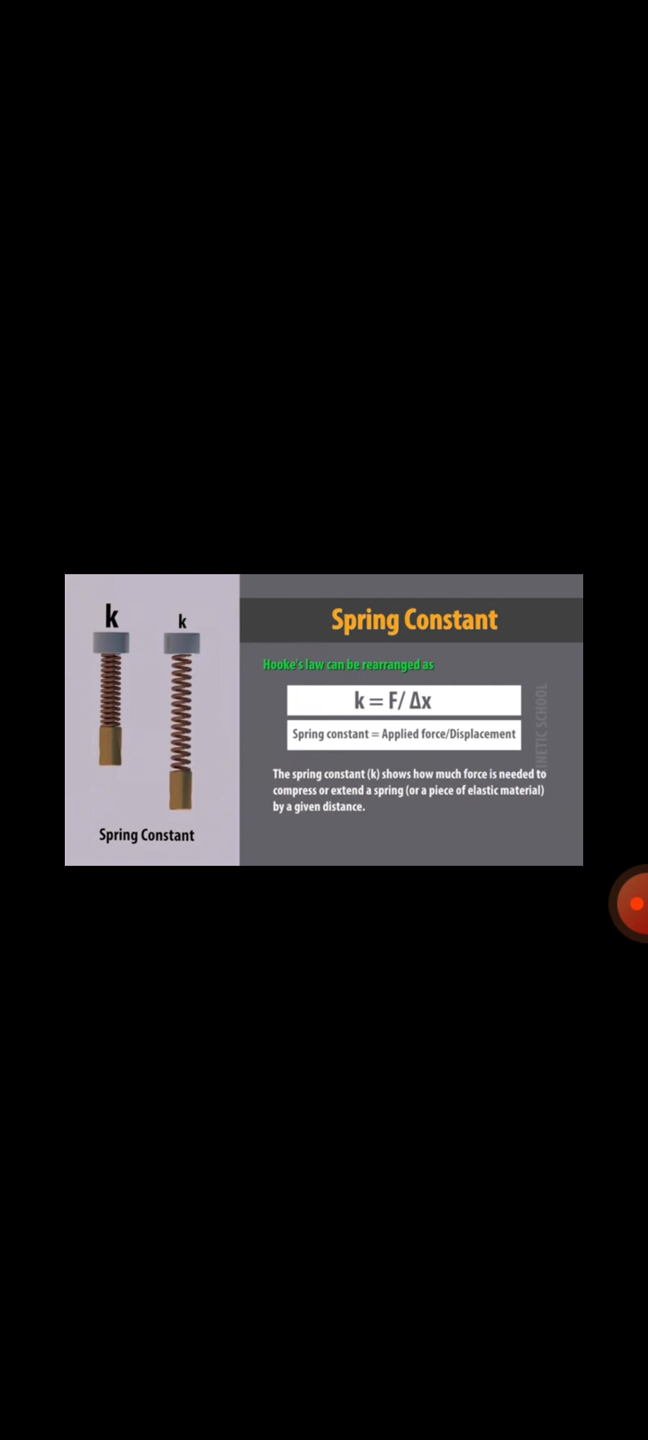 k
k
Spring Constant
Spring Constant
Hooke's law can be rearranged as
k = F/ Δx
Spring constant = Applied force/Displacement
The spring constant (k) shows how much force is needed to
compress or extend a spring (or a piece of elastic material)
by a given distance.
INETIC SCHOOL